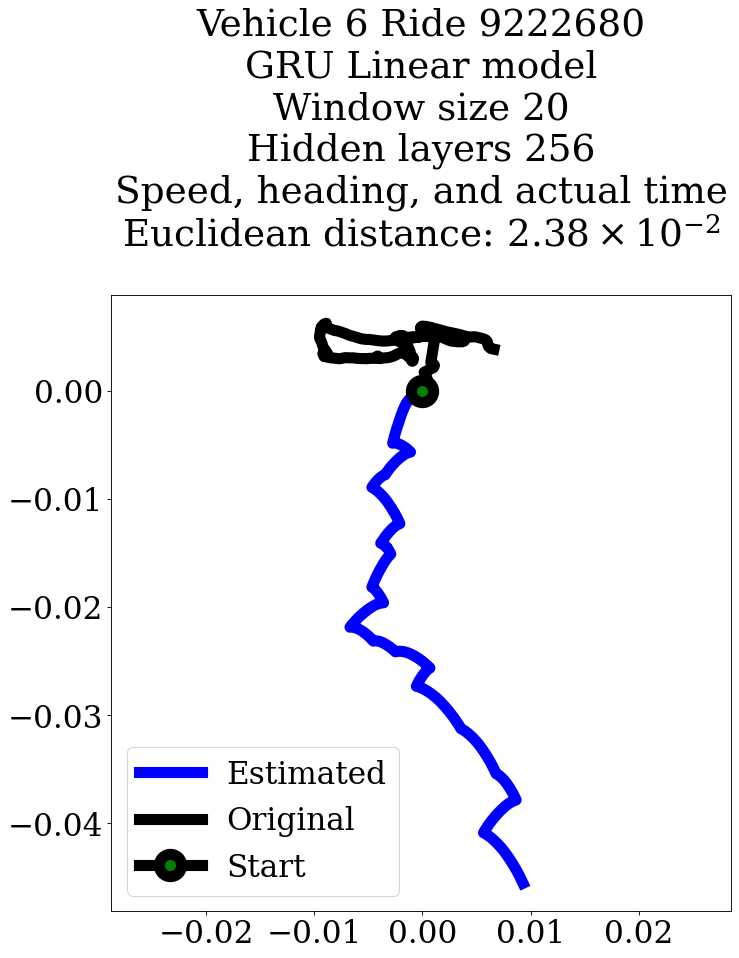 Vehicle 6 Ride 9222680
GRU Linear model
Window size 20
Hidden layers 256
Speed, heading, and actual time
Euclidean distance: 2.38 × 10⁻²
0.00
−0.01
−0.02
−0.03
−0.04
Estimated
Original
Start
−0.02 −0.01 0.00 0.01 0.02